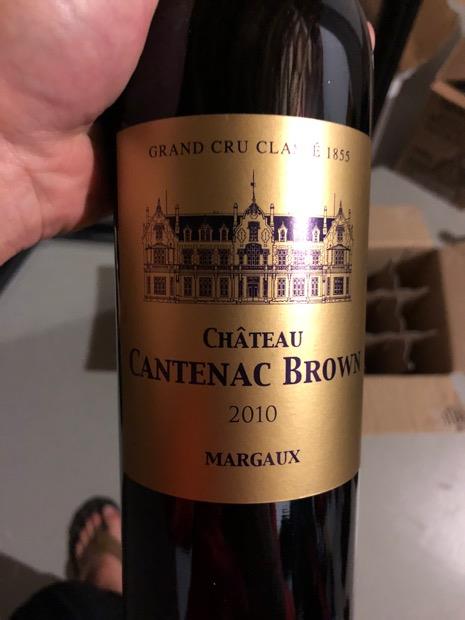 GRAND CRU CLASSÉ 1855
CHÂTEAU
CANTENAC BROWN
2010
MARGAUX